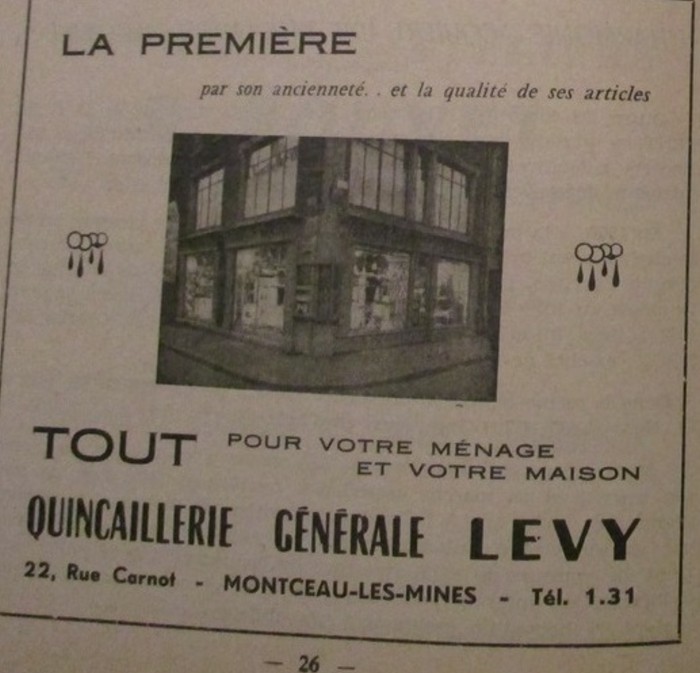 LA PREMIÈRE
par son ancienneté. . et la qualité de ses articles
TOUT POUR VOTRE MÉNAGE
ET VOTRE MAISON
QUINCAILLERIE GÉNÉRALE LEVY
22, Rue Carnot - MONTCEAU-LES-MINES - Tél. 1.31
— 26 —